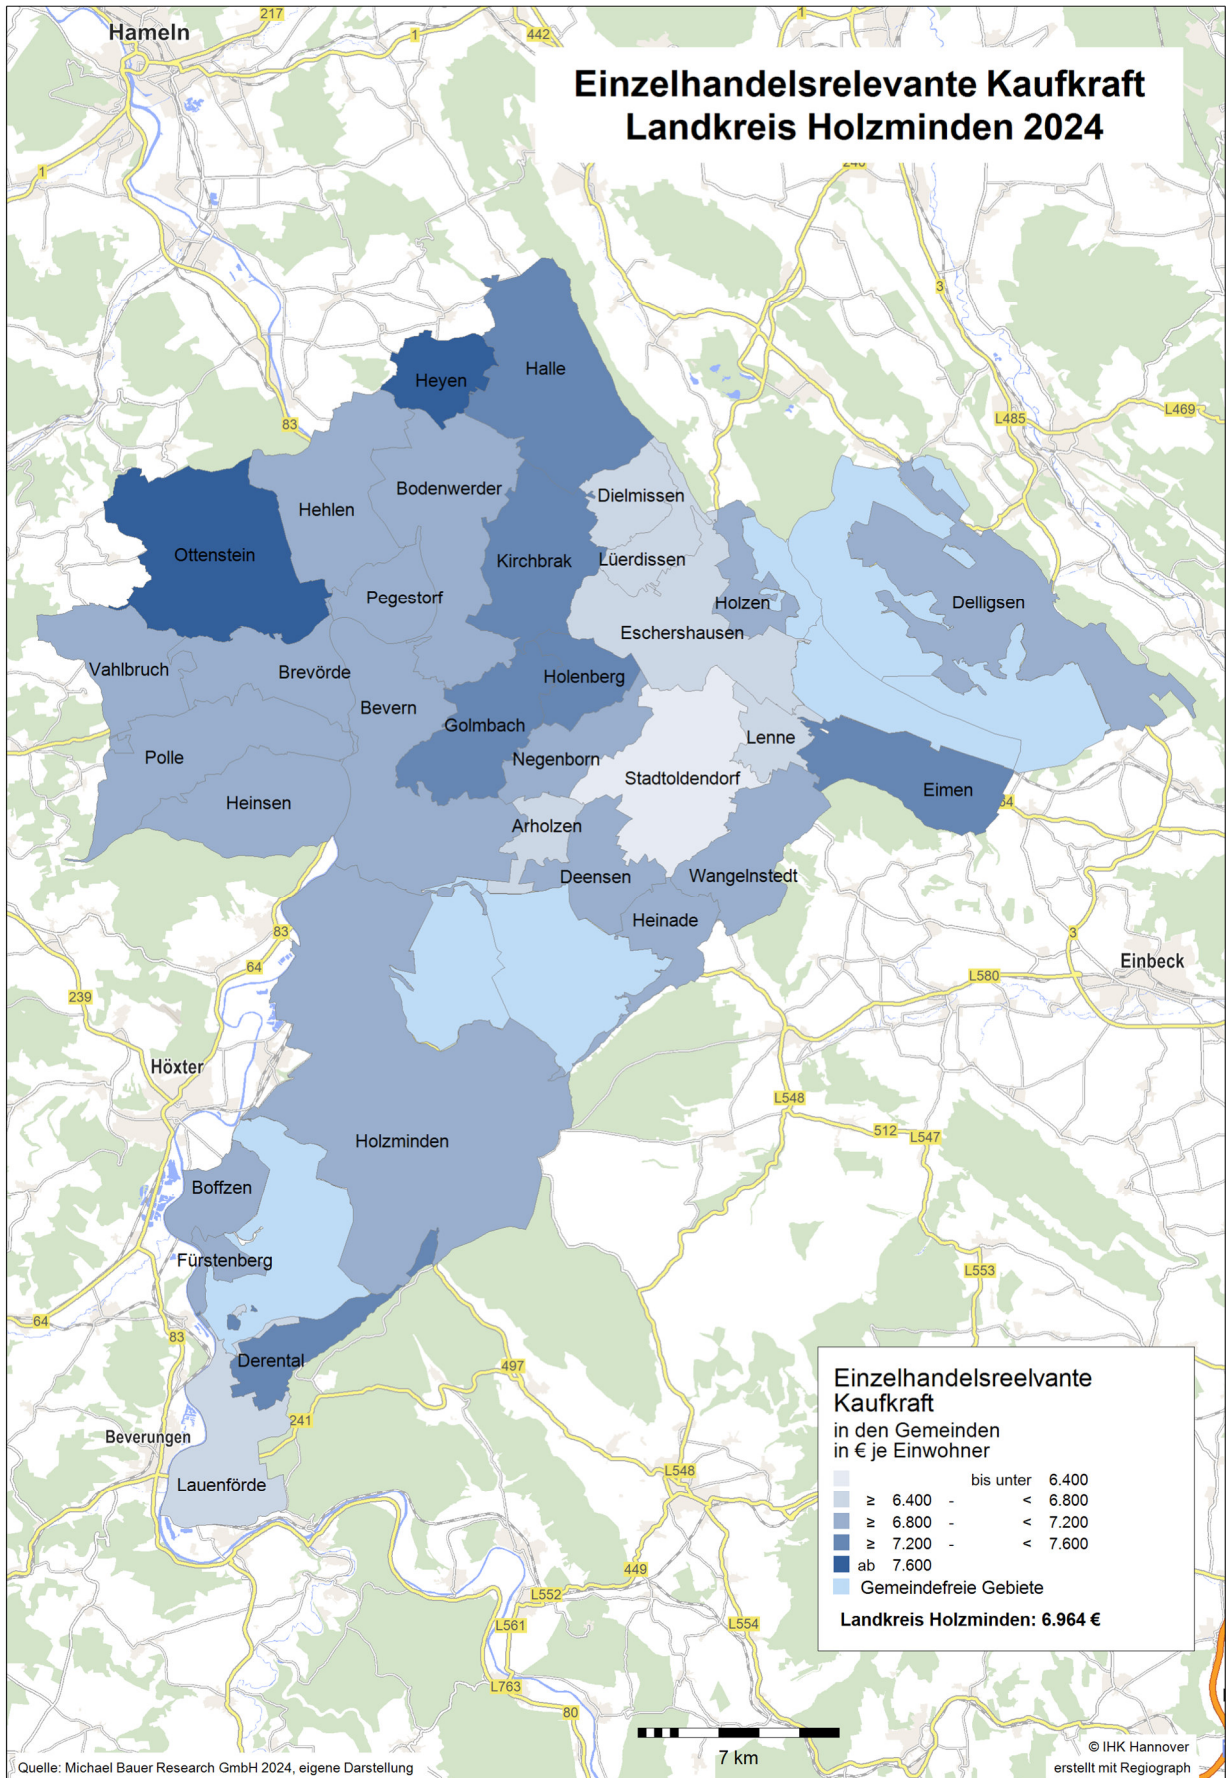 Hameln
217
1
442
1
Einzelhandelsrelevante Kaufkraft
Landkreis Holzminden 2024
1
3
Heyen
Halle
83
L469
L485
Hehlen
Bodenwerder
Dielmissen
Ottenstein
Kirchbrak
Lüerdissen
Pegestorf
Holzen
Delligsen
Eschershausen
Vahlbruch
Brevörde
Holenberg
Bevern
Golmbach
Lenne
Polle
Negenborn
Stadtoldendorf
Eimen
Heinsen
64
Arholzen
Deensen
Wangelnstedt
Heinade
83
3
64
Einbeck
L580
239
Höxter
L548
512
L547
Holzminden
Boffzen
Fürstenberg
L553
64
83
Derental
497
241
Beverungen
L548
Lauenförde
449
L552
L561
L554
L763
80
Einzelhandelsreelvante
Kaufkraft
in den Gemeinden
in € je Einwohner
bis unter 6.400
≥ 6.400 - < 6.800
≥ 6.800 - < 7.200
≥ 7.200 - < 7.600
ab 7.600
Gemeindefreie Gebiete
Landkreis Holzminden: 6.964 €
7 km
© IHK Hannover
erstellt mit Regiograph
Quelle: Michael Bauer Research GmbH 2024, eigene Darstellung